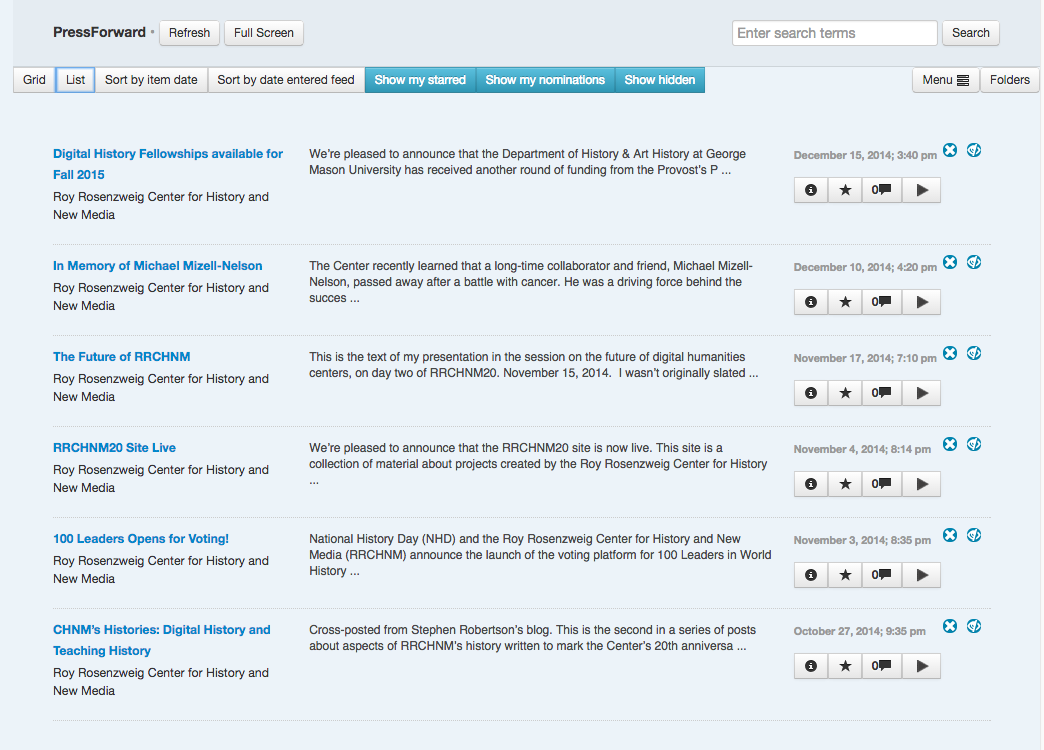 PressForward • Refresh Full Screen Enter search terms Search
Grid List Sort by item date Sort by date entered feed Show my starred Show my nominations Show hidden Menu Folders
Digital History Fellowships available for
Fall 2015
Roy Rosenzweig Center for History and
New Media
We're pleased to announce that the Department of History & Art History at George
Mason University has received another round of funding from the Provost's P ...
December 15, 2014; 3:40 pm
0
In Memory of Michael Mizell-Nelson
Roy Rosenzweig Center for History and
New Media
The Center recently learned that a long-time collaborator and friend, Michael Mizell-
Nelson, passed away after a battle with cancer. He was a driving force behind the
succes ...
December 10, 2014; 4:20 pm
0
The Future of RRCHNM
Roy Rosenzweig Center for History and
New Media
This is the text of my presentation in the session on the future of digital humanities
centers, on day two of RRCHNM20. November 15, 2014.  I wasn't originally slated ...
November 17, 2014; 7:10 pm
0
RRCHNM20 Site Live
Roy Rosenzweig Center for History and
New Media
We're pleased to announce that the RRCHNM20 site is now live. This site is a
collection of material about projects created by the Roy Rosenzweig Center for History
...
November 4, 2014; 8:14 pm
0
100 Leaders Opens for Voting!
Roy Rosenzweig Center for History and
New Media
National History Day (NHD) and the Roy Rosenzweig Center for History and New
Media (RRCHNM) announce the launch of the voting platform for 100 Leaders in World
History ...
November 3, 2014; 8:35 pm
0
CHNM's Histories: Digital History and
Teaching History
Roy Rosenzweig Center for History and
New Media
Cross-posted from Stephen Robertson's blog. This is the second in a series of posts
about aspects of RRCHNM's history written to mark the Center's 20th anniversa ...
October 27, 2014; 9:35 pm
0